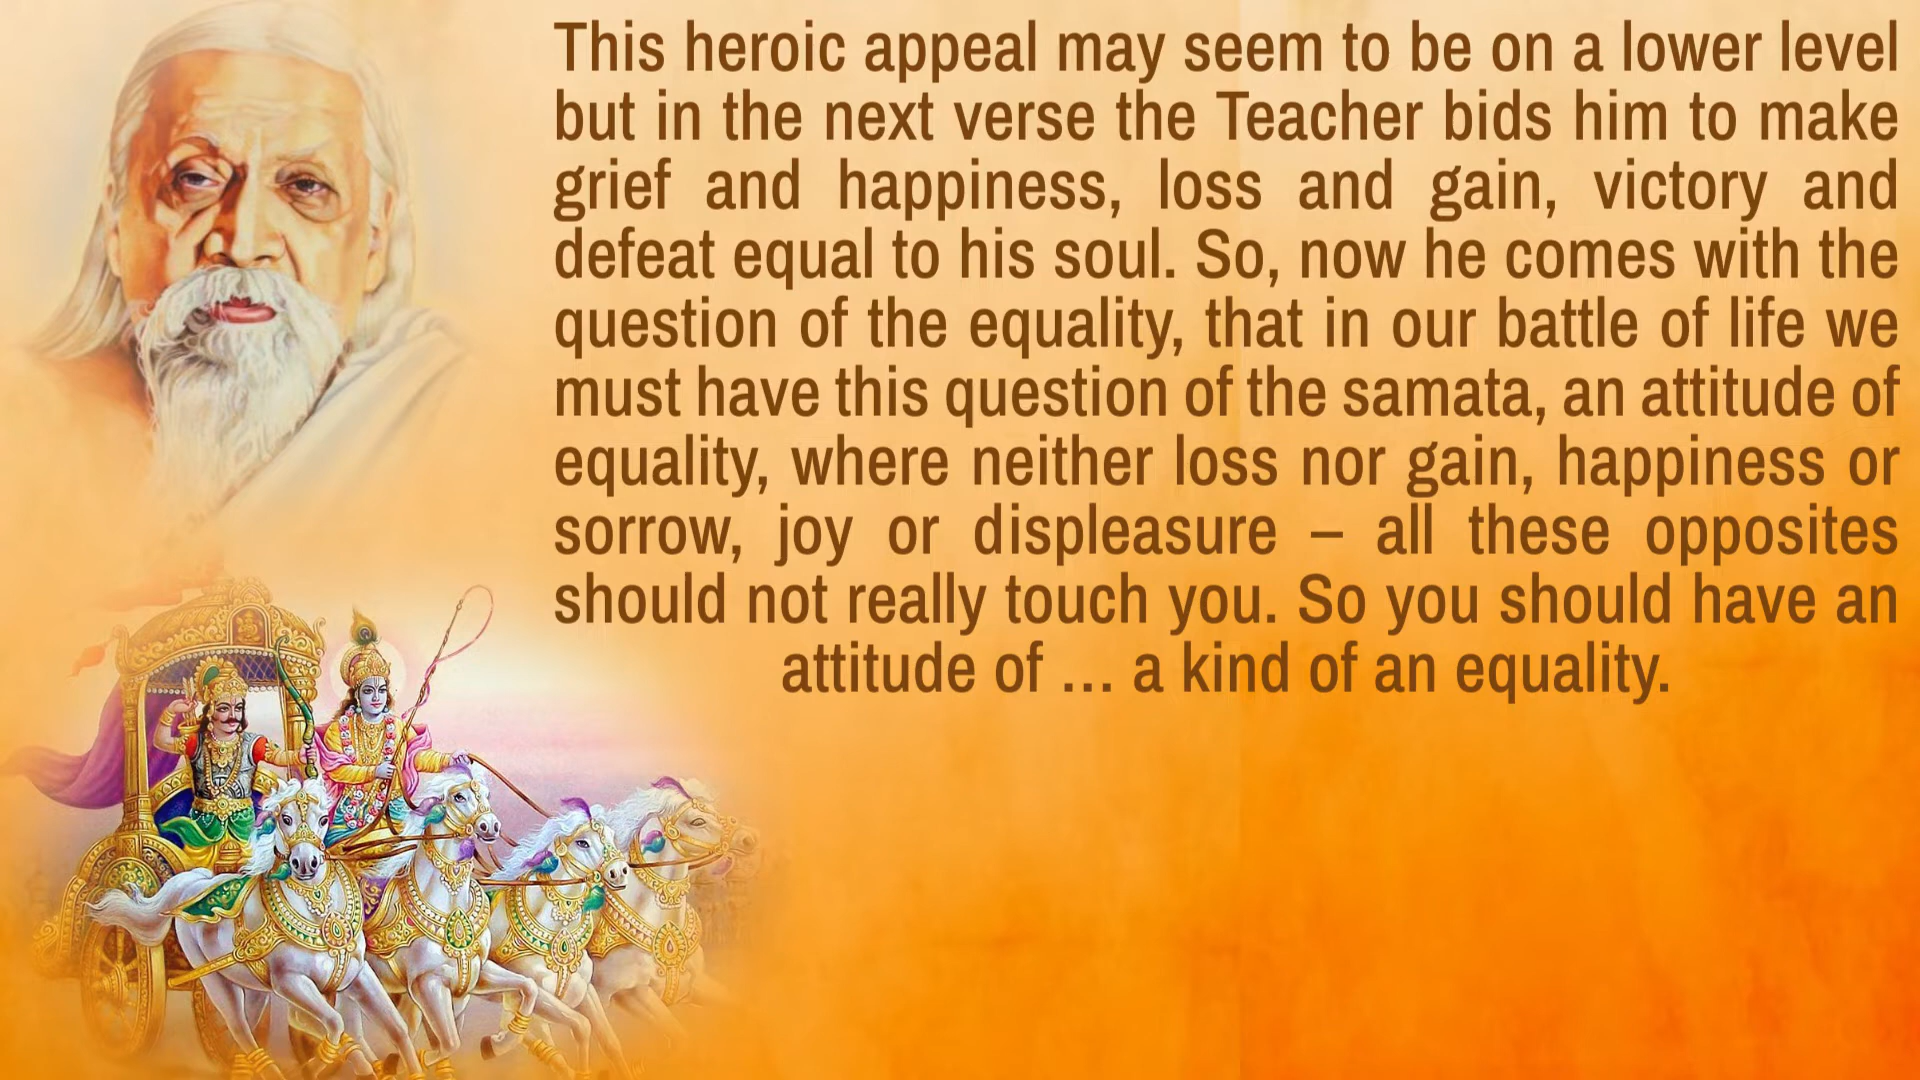 This heroic appeal may seem to be on a lower level
but in the next verse the Teacher bids him to make
grief and happiness, loss and gain, victory and
defeat equal to his soul. So, now he comes with the
question of the equality, that in our battle of life we
must have this question of the samata, an attitude of
equality, where neither loss nor gain, happiness or
sorrow, joy or displeasure – all these opposites
should not really touch you. So you should have an
attitude of … a kind of an equality.